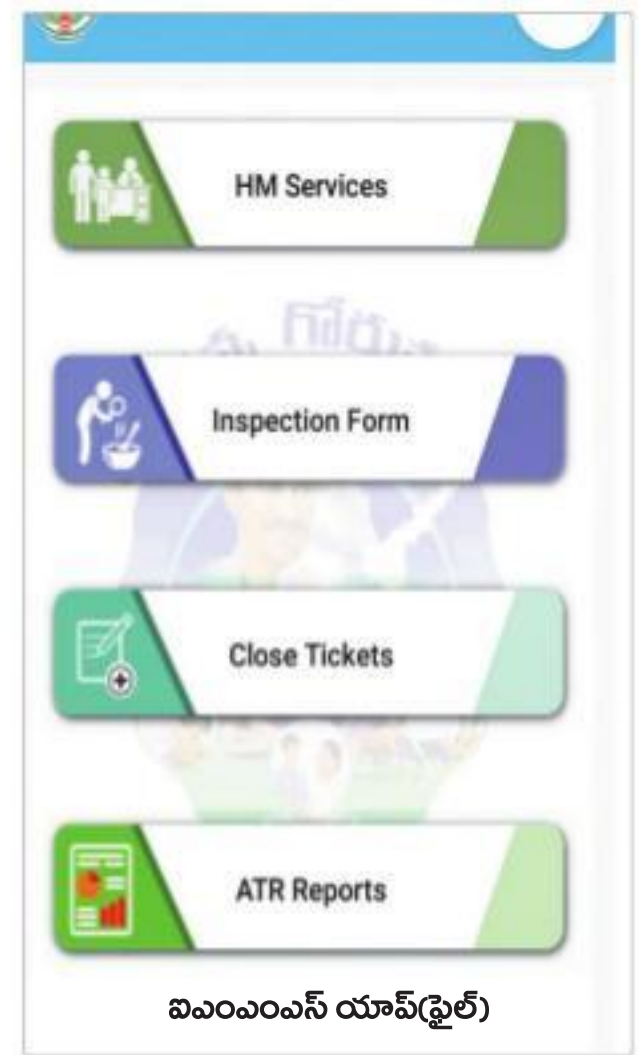 HM Services
Inspection Form
Close Tickets
ATR Reports
ఐఎంఎంఎస్ యాప్(ఫైల్)